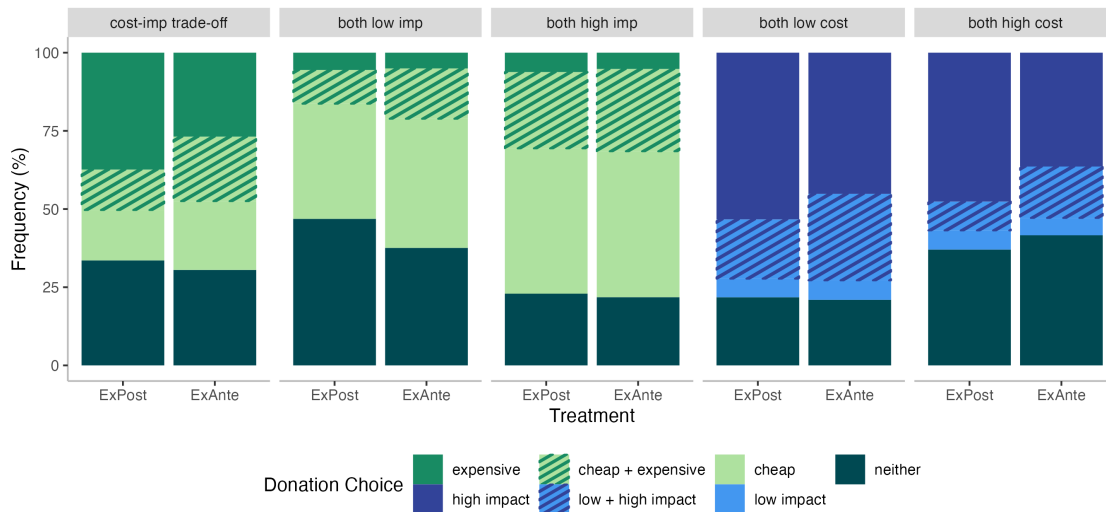 cost-imp trade-off both low imp both high imp both low cost both high cost
100
75
50
25
0
Frequency (%)
ExPost ExAnte ExPost ExAnte ExPost ExAnte ExPost ExAnte ExPost ExAnte
Treatment
Donation Choice
expensive cheap + expensive cheap neither
high impact low + high impact low impact